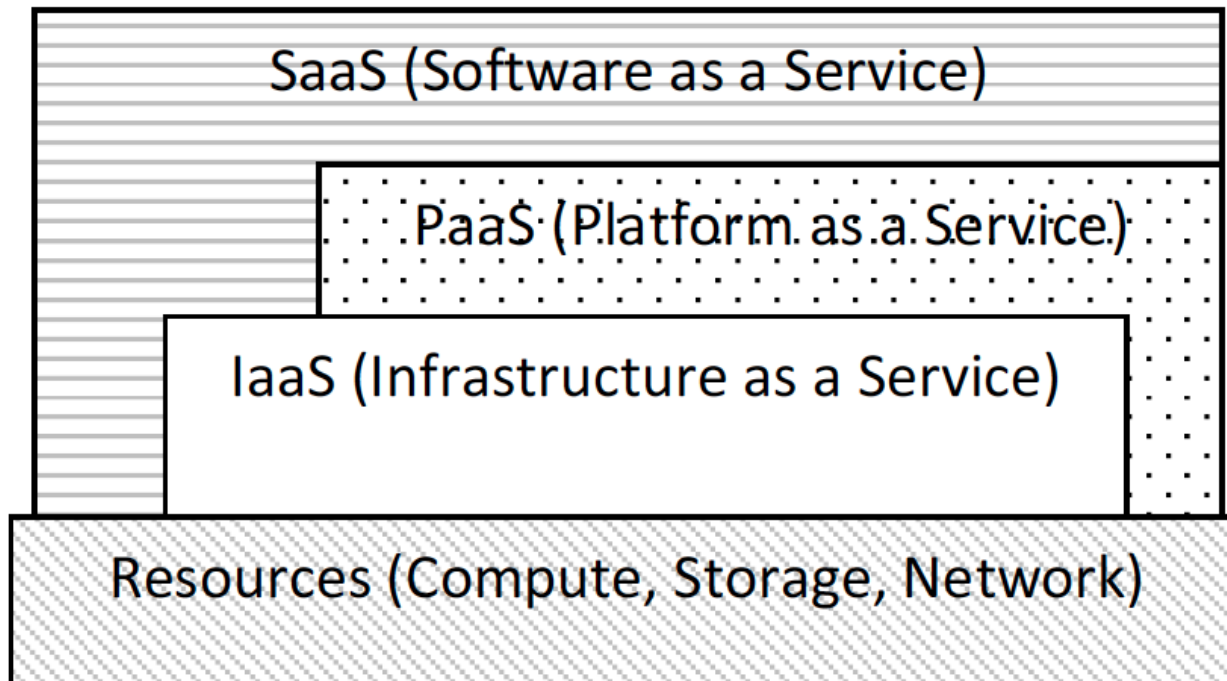 SaaS (Software as a Service)
PaaS (Platform as a Service)
IaaS (Infrastructure as a Service)
Resources (Compute, Storage, Network)